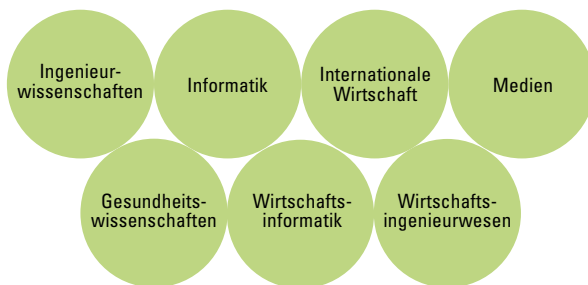 Ingenieur-
wissenschaften
Informatik
Internationale
Wirtschaft
Medien
Gesundheits-
wissenschaften
Wirtschafts-
informatik
Wirtschafts-
ingenieurwesen